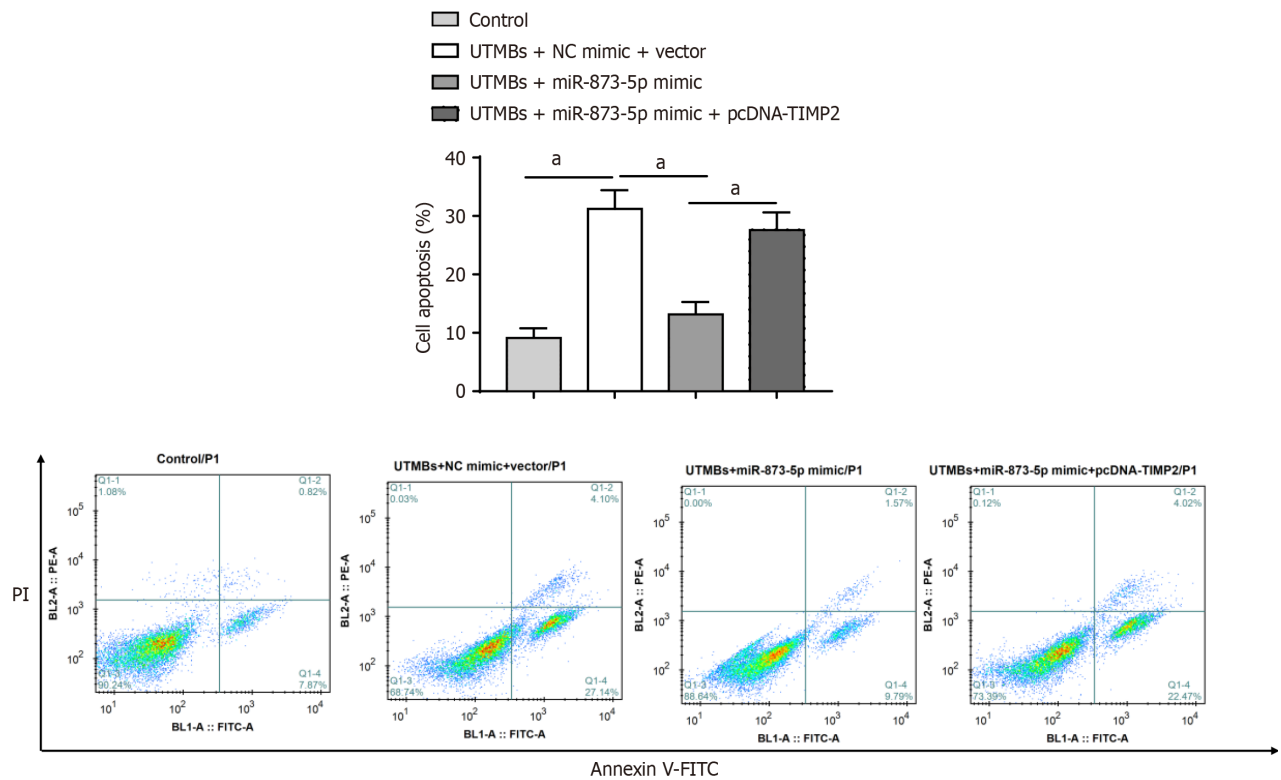 Control
UTMBs + NC mimic + vector
UTMBs + miR-873-5p mimic
UTMBs + miR-873-5p mimic + pcDNA-TIMP2
Cell apoptosis (%)
40
30
20
10
0
a
a
a
PI
Control/P1
Q1-1
1.08%
Q1-2
0.82%
90.24%
Q1-4
7.87%
10⁵
10⁴
10³
10²
BL2-A :: PE-A
10¹ 10² 10³ 10⁴
BL1-A :: FITC-A
UTMBs+NC mimic+vector/P1
Q1-1
0.03%
Q1-2
4.10%
Q1-3
68.74%
Q1-4
27.14%
10⁵
10⁴
10³
10²
BL2-A :: PE-A
10¹ 10² 10³ 10⁴
BL1-A :: FITC-A
UTMBs+miR-873-5p mimic/P1
Q1-1
0.00%
Q1-2
1.57%
Q1-3
88.64%
Q1-4
9.79%
10⁵
10⁴
10³
10²
BL2-A :: PE-A
10¹ 10² 10³ 10⁴
BL1-A :: FITC-A
UTMBs+miR-873-5p mimic+pcDNA-TIMP2/P1
Q1-1
0.12%
Q1-2
4.02%
Q1-3
73.39%
Q1-4
22.47%
10⁵
10⁴
10³
10²
BL2-A :: PE-A
10¹ 10² 10³ 10⁴
BL1-A :: FITC-A
Annexin V-FITC